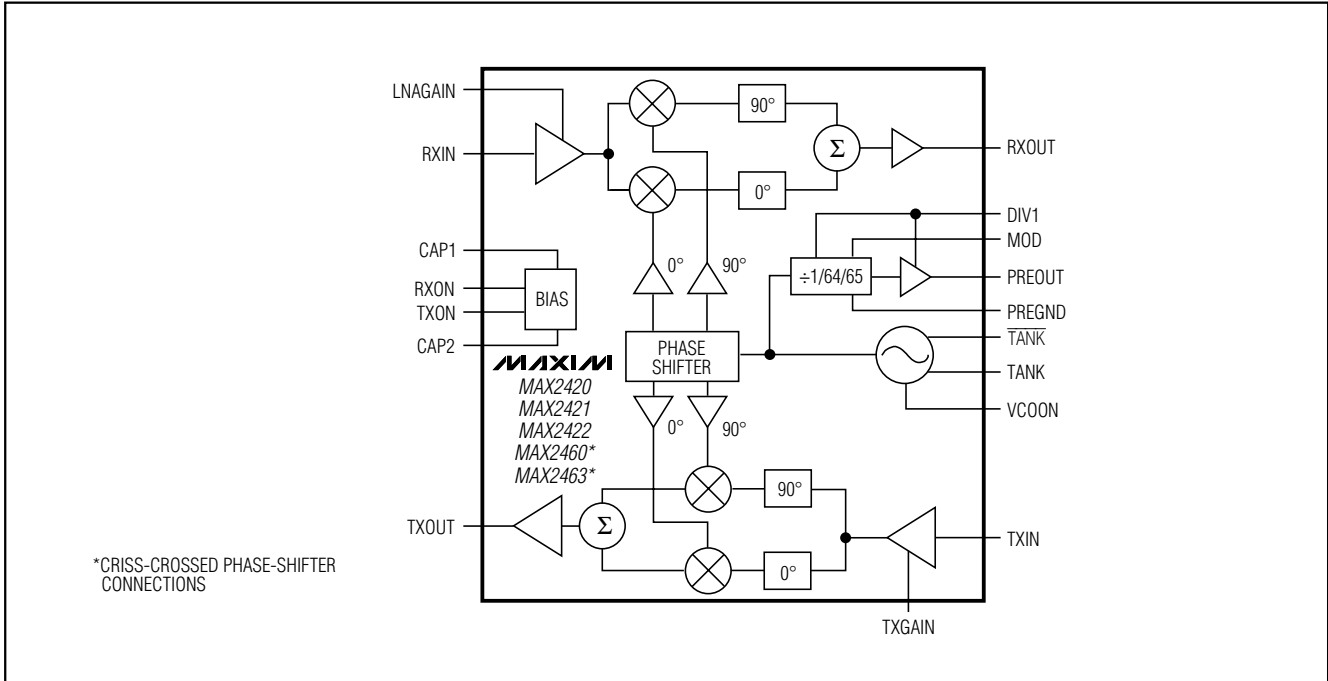 LNAGAIN
RXIN
90°
0°
Σ
RXOUT
DIV1
MOD
PREOUT
PREGND
TANK
TANK
VCOON
÷1/64/65
CAP1
RXON
TXON
CAP2
BIAS
0°
90°
PHASE
SHIFTER
0°
90°
MAXIM
MAX2420
MAX2421
MAX2422
MAX2460*
MAX2463*
TXOUT
Σ
90°
0°
TXIN
TXGAIN
*CRISS-CROSSED PHASE-SHIFTER
CONNECTIONS